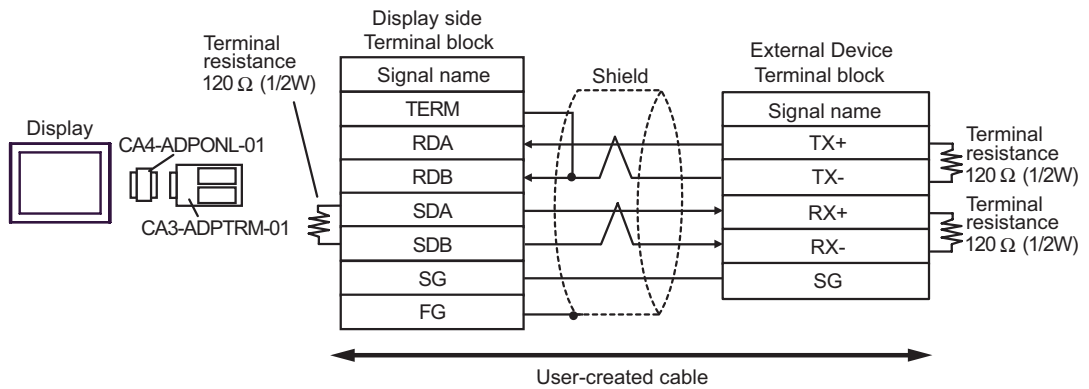 Display
CA4-ADPONL-01
CA3-ADPTRM-01
Terminal
resistance
120 Ω (1/2W)
Display side
Terminal block
Signal name
TERM
RDA
RDB
SDA
SDB
SG
FG
Shield
External Device
Terminal block
Signal name
TX+
TX-
RX+
RX-
SG
Terminal
resistance
120 Ω (1/2W)
Terminal
resistance
120 Ω (1/2W)
User-created cable